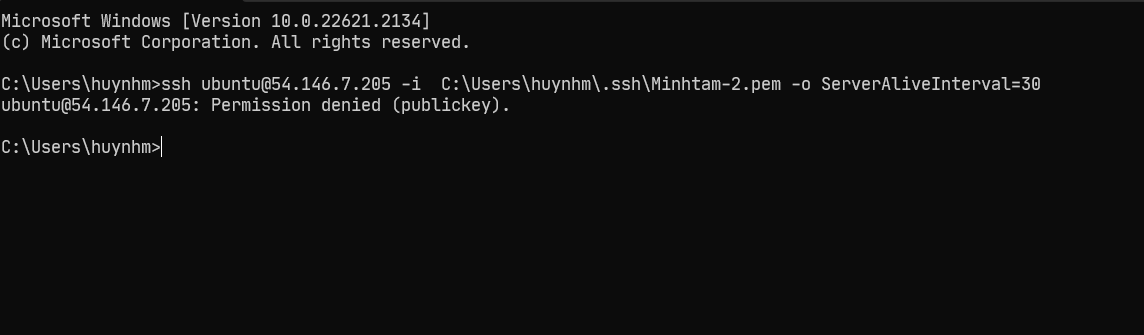 Microsoft Windows [Version 10.0.22621.2134]
(c) Microsoft Corporation. All rights reserved.
C:\Users\huynhm>ssh ubuntu@54.146.7.205 -i  C:\Users\huynhm\.ssh\Minhtam-2.pem -o ServerAliveInterval=30
ubuntu@54.146.7.205: Permission denied (publickey).
C:\Users\huynhm>